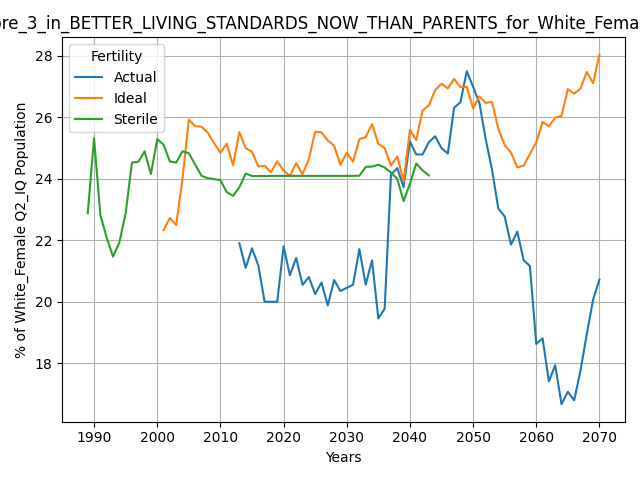 ore_3_in_BETTER_LIVING_STANDARDS_NOW_THAN_PARENTS_for_White_Fema
Fertility
Actual
Ideal
Sterile
% of White_Female Q2_IQ Population
28
26
24
22
20
18
1990 2000 2010 2020 2030 2040 2050 2060 2070
Years